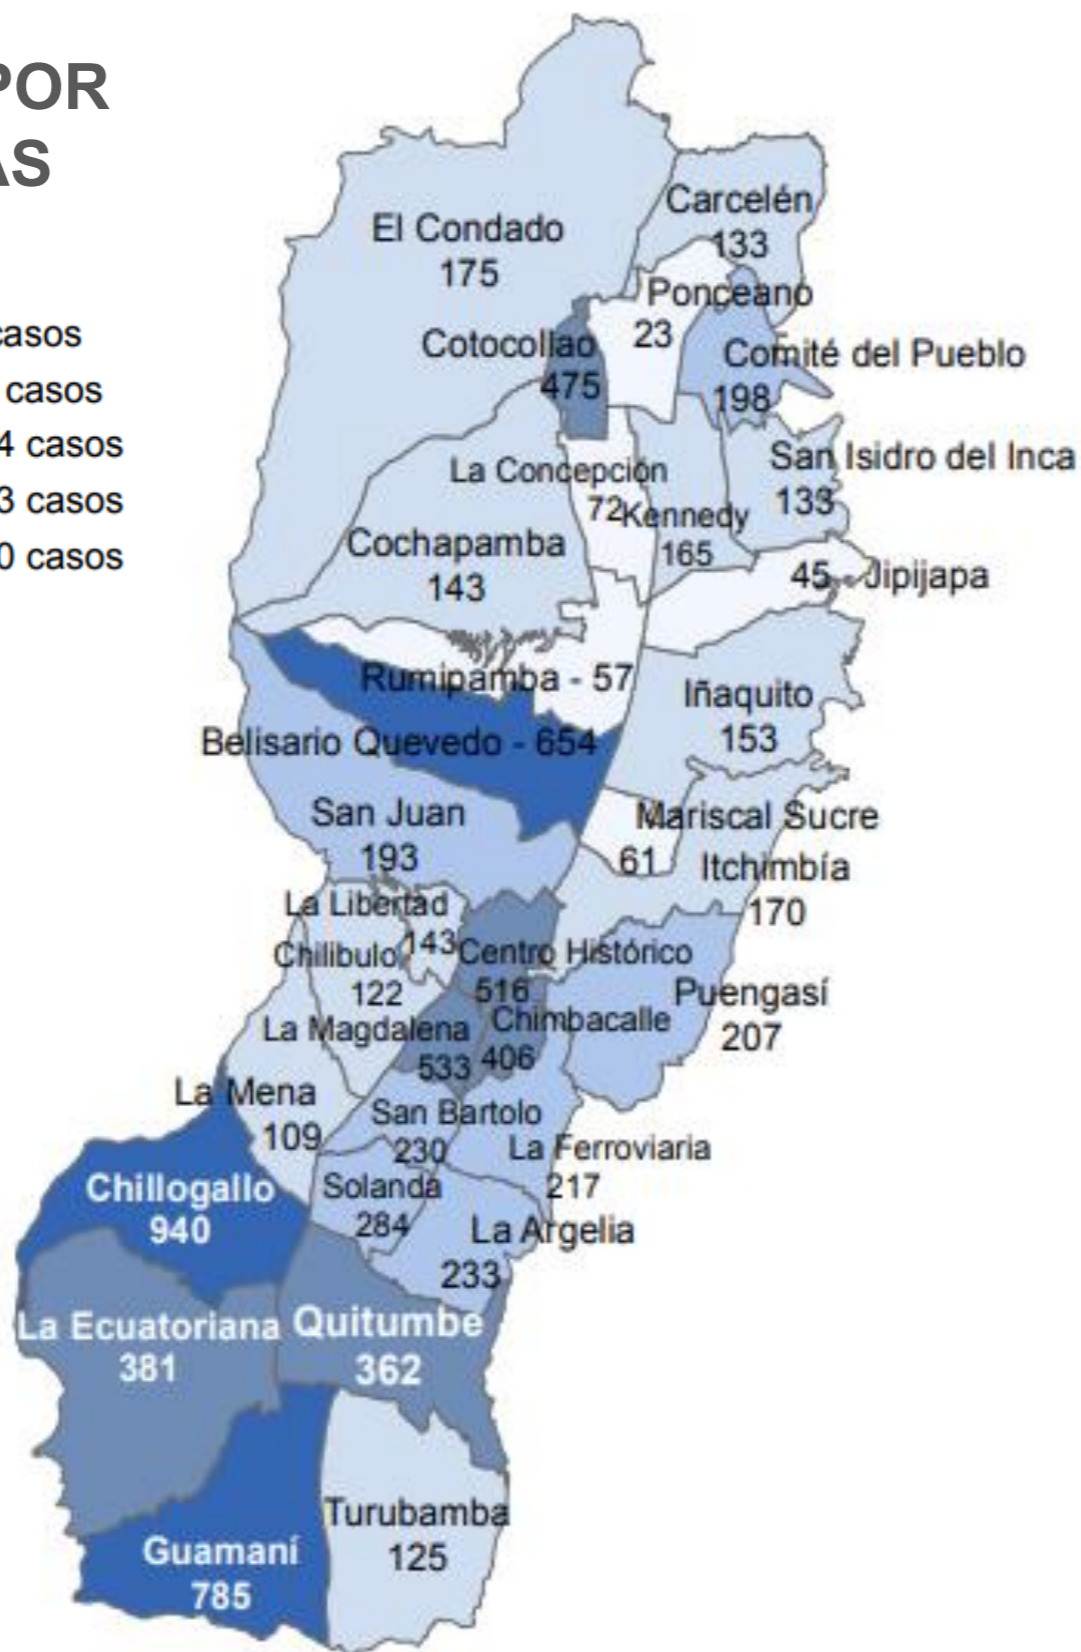 POR
AS
casos
casos
4 casos
3 casos
0 casos
El Condado
175
Carcelén
133
Ponceano
23
Cotocollao
475
Comité del Pueblo
198
La Concepción
72
Kennedy
165
San Isidro del Inca
133
Cochapamba
143
45 Jipijapa
Rumipamba - 57
Iñaquito
153
Belisario Quevedo - 654
San Juan
193
Mariscal Sucre
61
Itchimbía
170
La Libertad
143
Chilibulo
122
Centro Histórico
516
Puengasí
207
La Magdalena
533
Chimbacalle
406
La Mena
109
San Bartolo
230
La Ferroviaria
217
Solanda
284
La Argelia
233
Chillogallo
940
La Ecuatoriana
381
Quitumbe
362
Turubamba
125
Guamaní
785